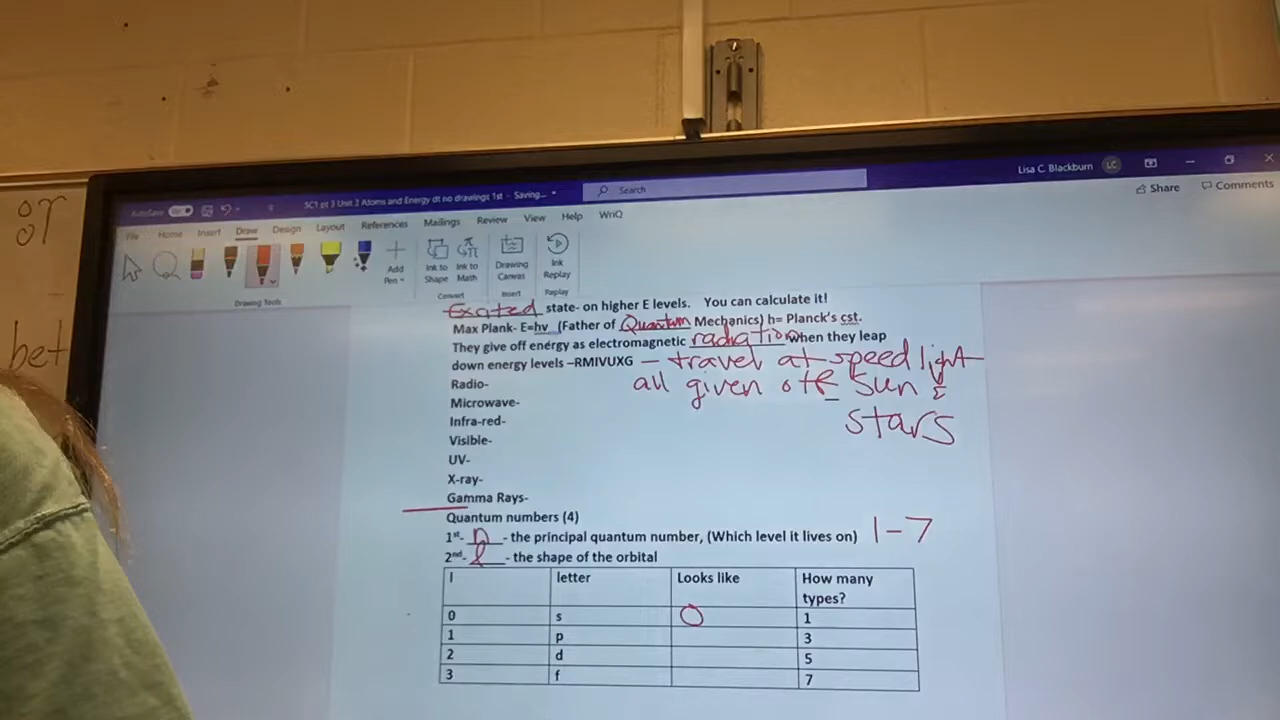 or
bet
AutoSave On SC1 pt 3 Unit 2 Atoms and Energy dt no drawings 1st - Saving... Search Lisa C. Blackburn LC
File Home Insert Draw Design Layout References Mailings Review View Help WriQ Share Comments
Add Pen Ink to Shape Ink to Math Drawing Canvas Ink Replay
Drawing Tools Convert Insert Replay
Excited state- on higher E levels. You can calculate it!
Max Plank- E=hv (Father of Quantum Mechanics) h= Planck's cst.
They give off energy as electromagnetic radiation when they leap
down energy levels –RMIVUXG – travel at speed light
Radio- all given off Sun &
Microwave- stars
Infra-red-
Visible-
UV-
X-ray-
Gamma Rays-
Quantum numbers (4)
1st- n - the principal quantum number, (Which level it lives on) 1-7
2nd- l - the shape of the orbital
l letter Looks like How many types?
0 s 1
1 p 3
2 d 5
3 f 7